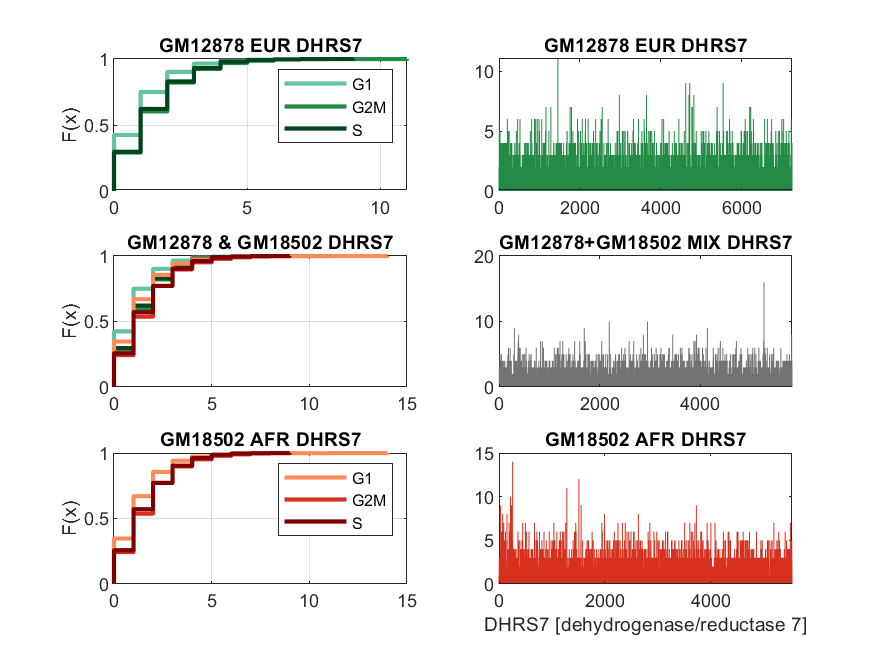 GM12878 EUR DHRS7
F(x)
1
0.5
0
0 5 10
G1
G2M
S
GM12878 EUR DHRS7
10
5
0
0 2000 4000 6000
GM12878 & GM18502 DHRS7
F(x)
1
0.5
0
0 5 10 15
GM12878+GM18502 MIX DHRS7
20
10
0
0 2000 4000
GM18502 AFR DHRS7
F(x)
1
0.5
0
0 5 10 15
G1
G2M
S
GM18502 AFR DHRS7
15
10
5
0
0 2000 4000
DHRS7 [dehydrogenase/reductase 7]